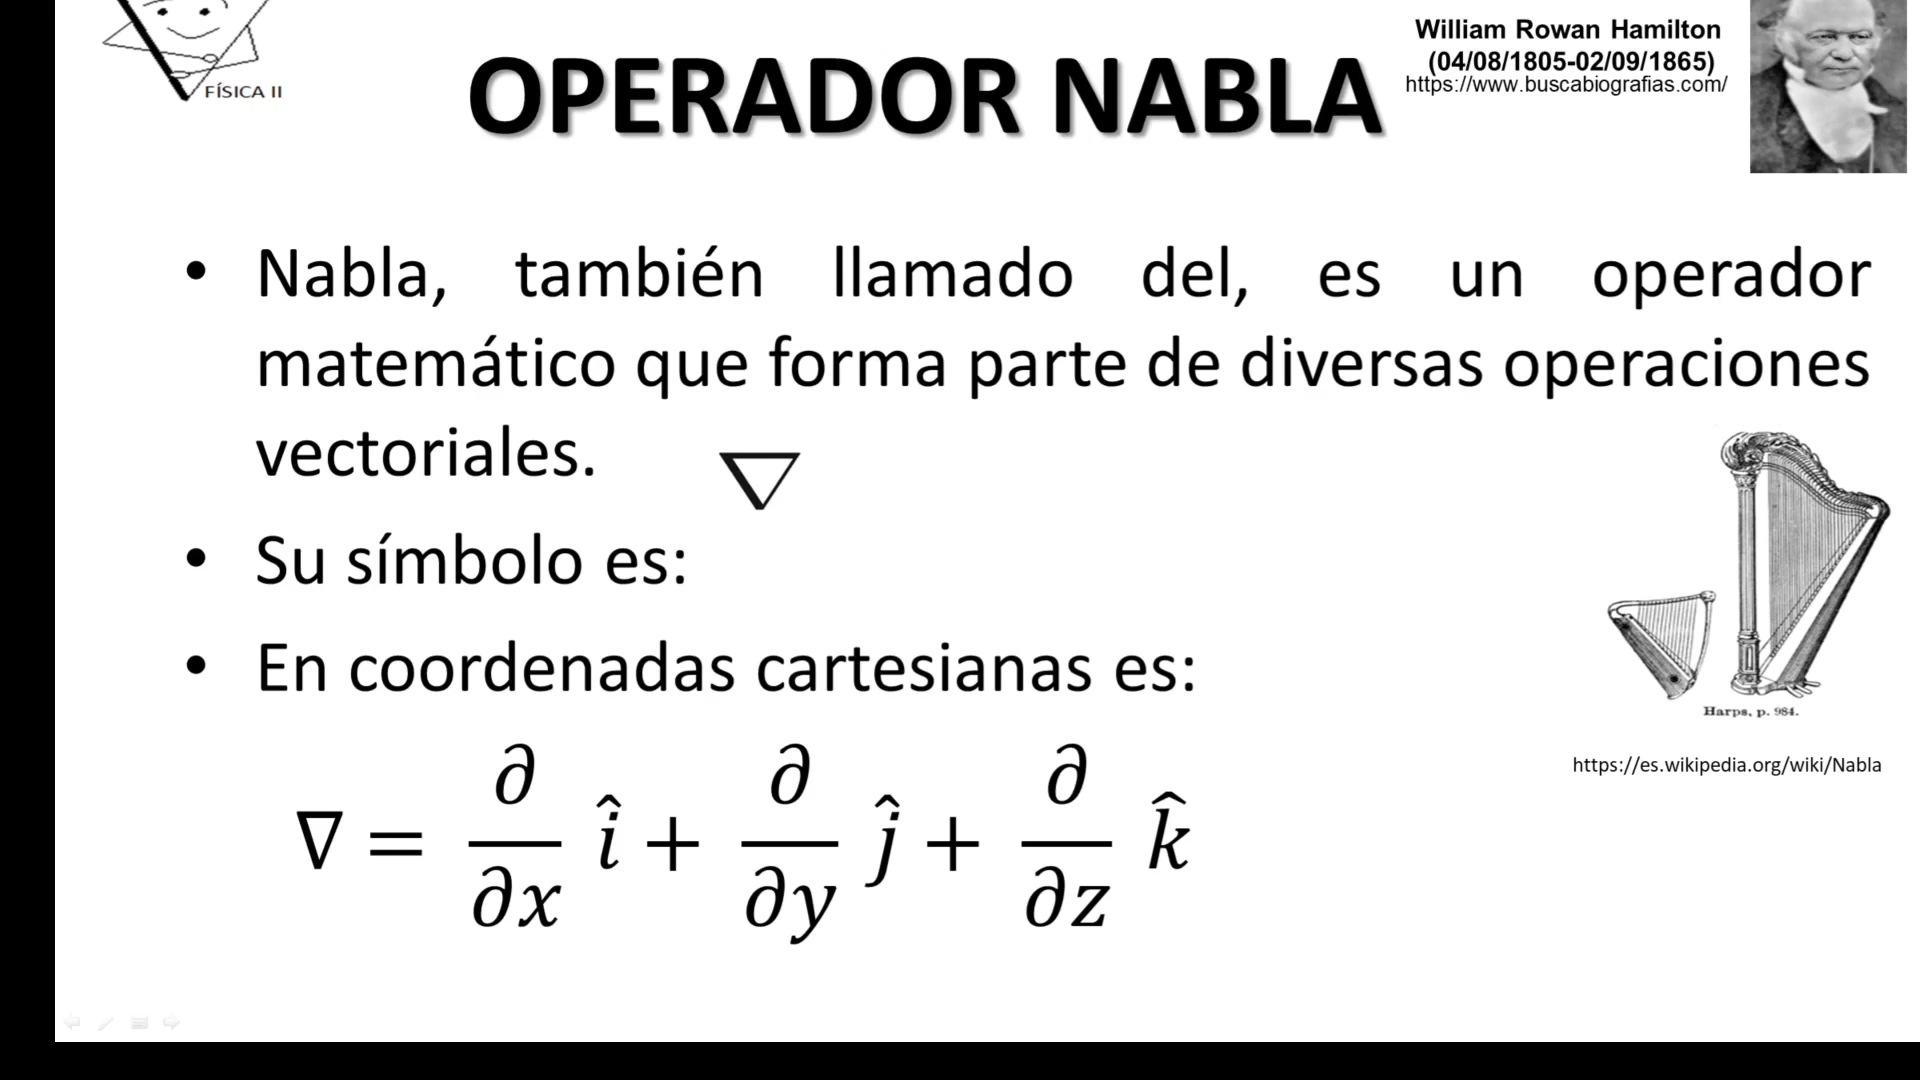 FÍSICA II
OPERADOR NABLA
William Rowan Hamilton
(04/08/1805-02/09/1865)
https://www.buscabiografias.com/
• Nabla, también llamado del, es un operador
matemático que forma parte de diversas operaciones
vectoriales.
∇
• Su símbolo es:
• En coordenadas cartesianas es:
∇ = ∂/∂x î + ∂/∂y ĵ + ∂/∂z k̂
Harps, p. 984.
https://es.wikipedia.org/wiki/Nabla